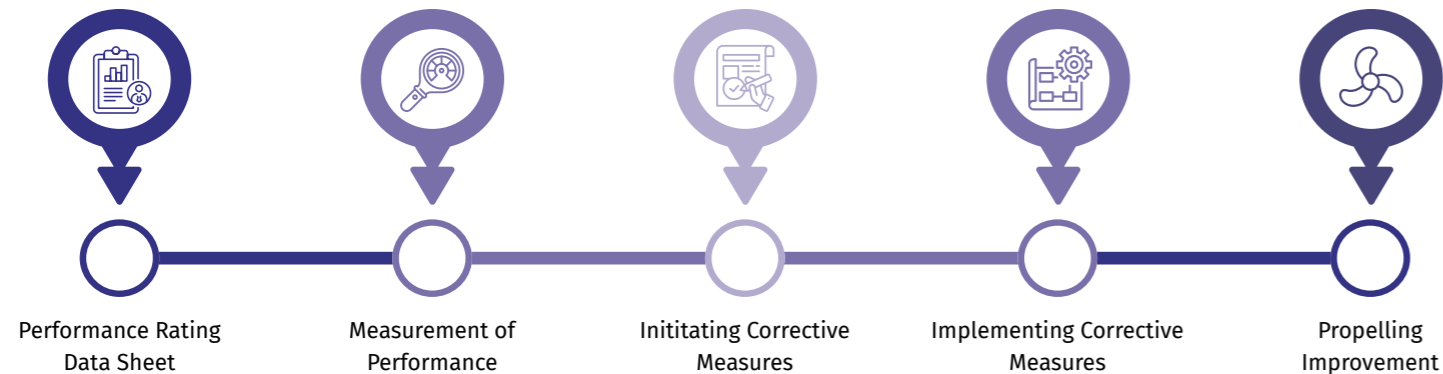 Performance Rating
Data Sheet
Measurement of
Performance
Inititating Corrective
Measures
Implementing Corrective
Measures
Propelling
Improvement